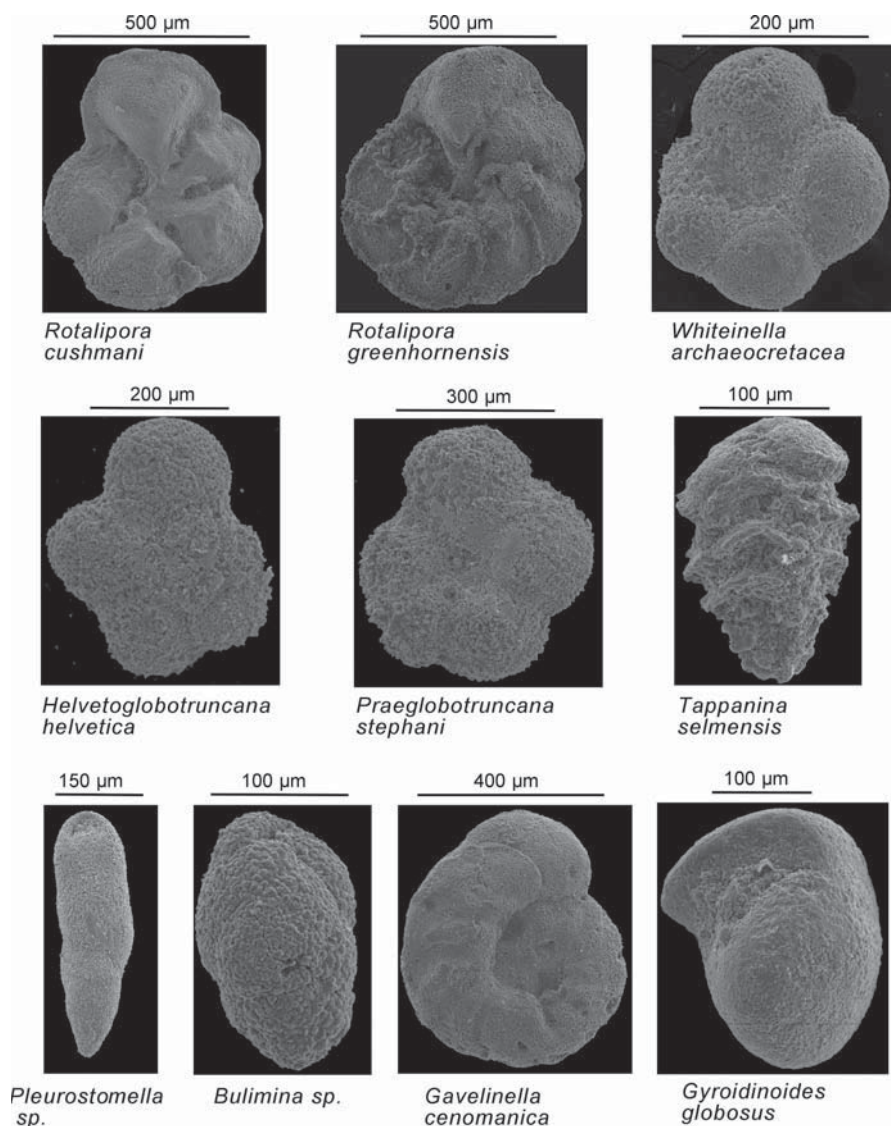 500 µm
500 µm
200 µm
Rotalipora
cushmani
Rotalipora
greenhornensis
Whiteinella
archaeocretacea
200 µm
300 µm
100 µm
Helvetoglobotruncana
helvetica
Praeglobotruncana
stephani
Tappanina
selmensis
150 µm
100 µm
400 µm
100 µm
Pleurostomella
sp.
Bulimina sp.
Gavelinella
cenomanica
Gyroidinoides
globosus